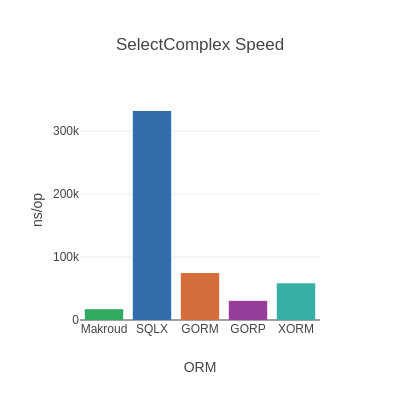 SelectComplex Speed
ns/op
300k
200k
100k
0
Makroud SQLX GORM GORP XORM
ORM